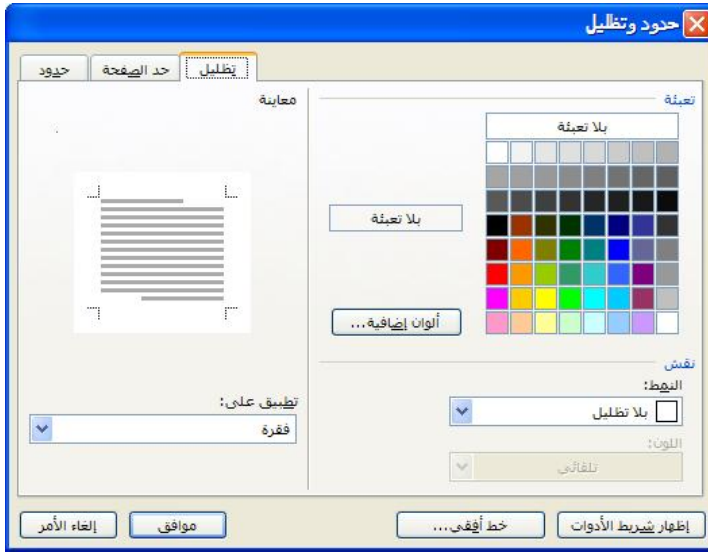 حدود وتظليل
تظليل
حد الصفحة
حدود
تعبئة
بلا تعبئة
بلا تعبئة
ألوان إضافية...
نقش
النمط:
بلا تظليل
اللون:
تلقائي
معاينة
تطبيق على:
فقرة
إظهار شريط الأدوات
خط أفقي...
موافق
إلغاء الأمر